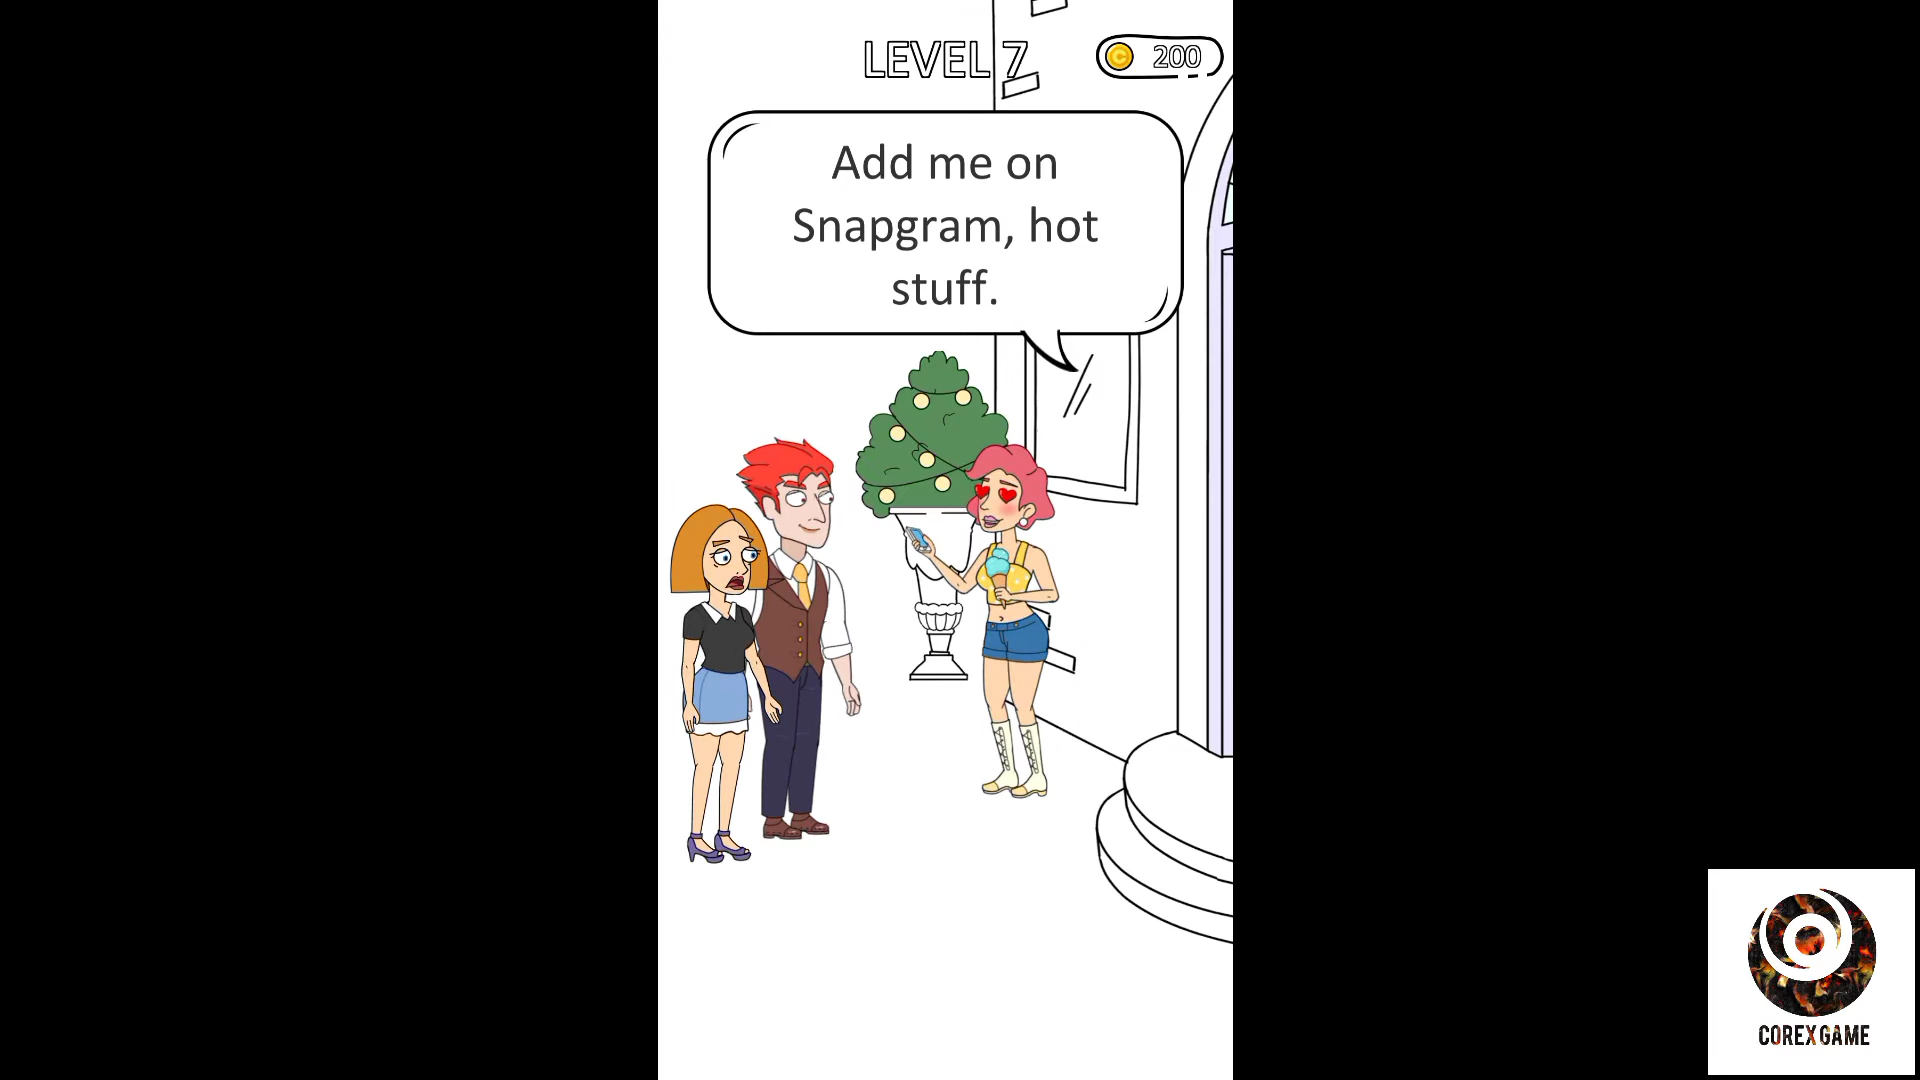 LEVEL 7
200
Add me on
Snapgram, hot
stuff.
COREXGAME